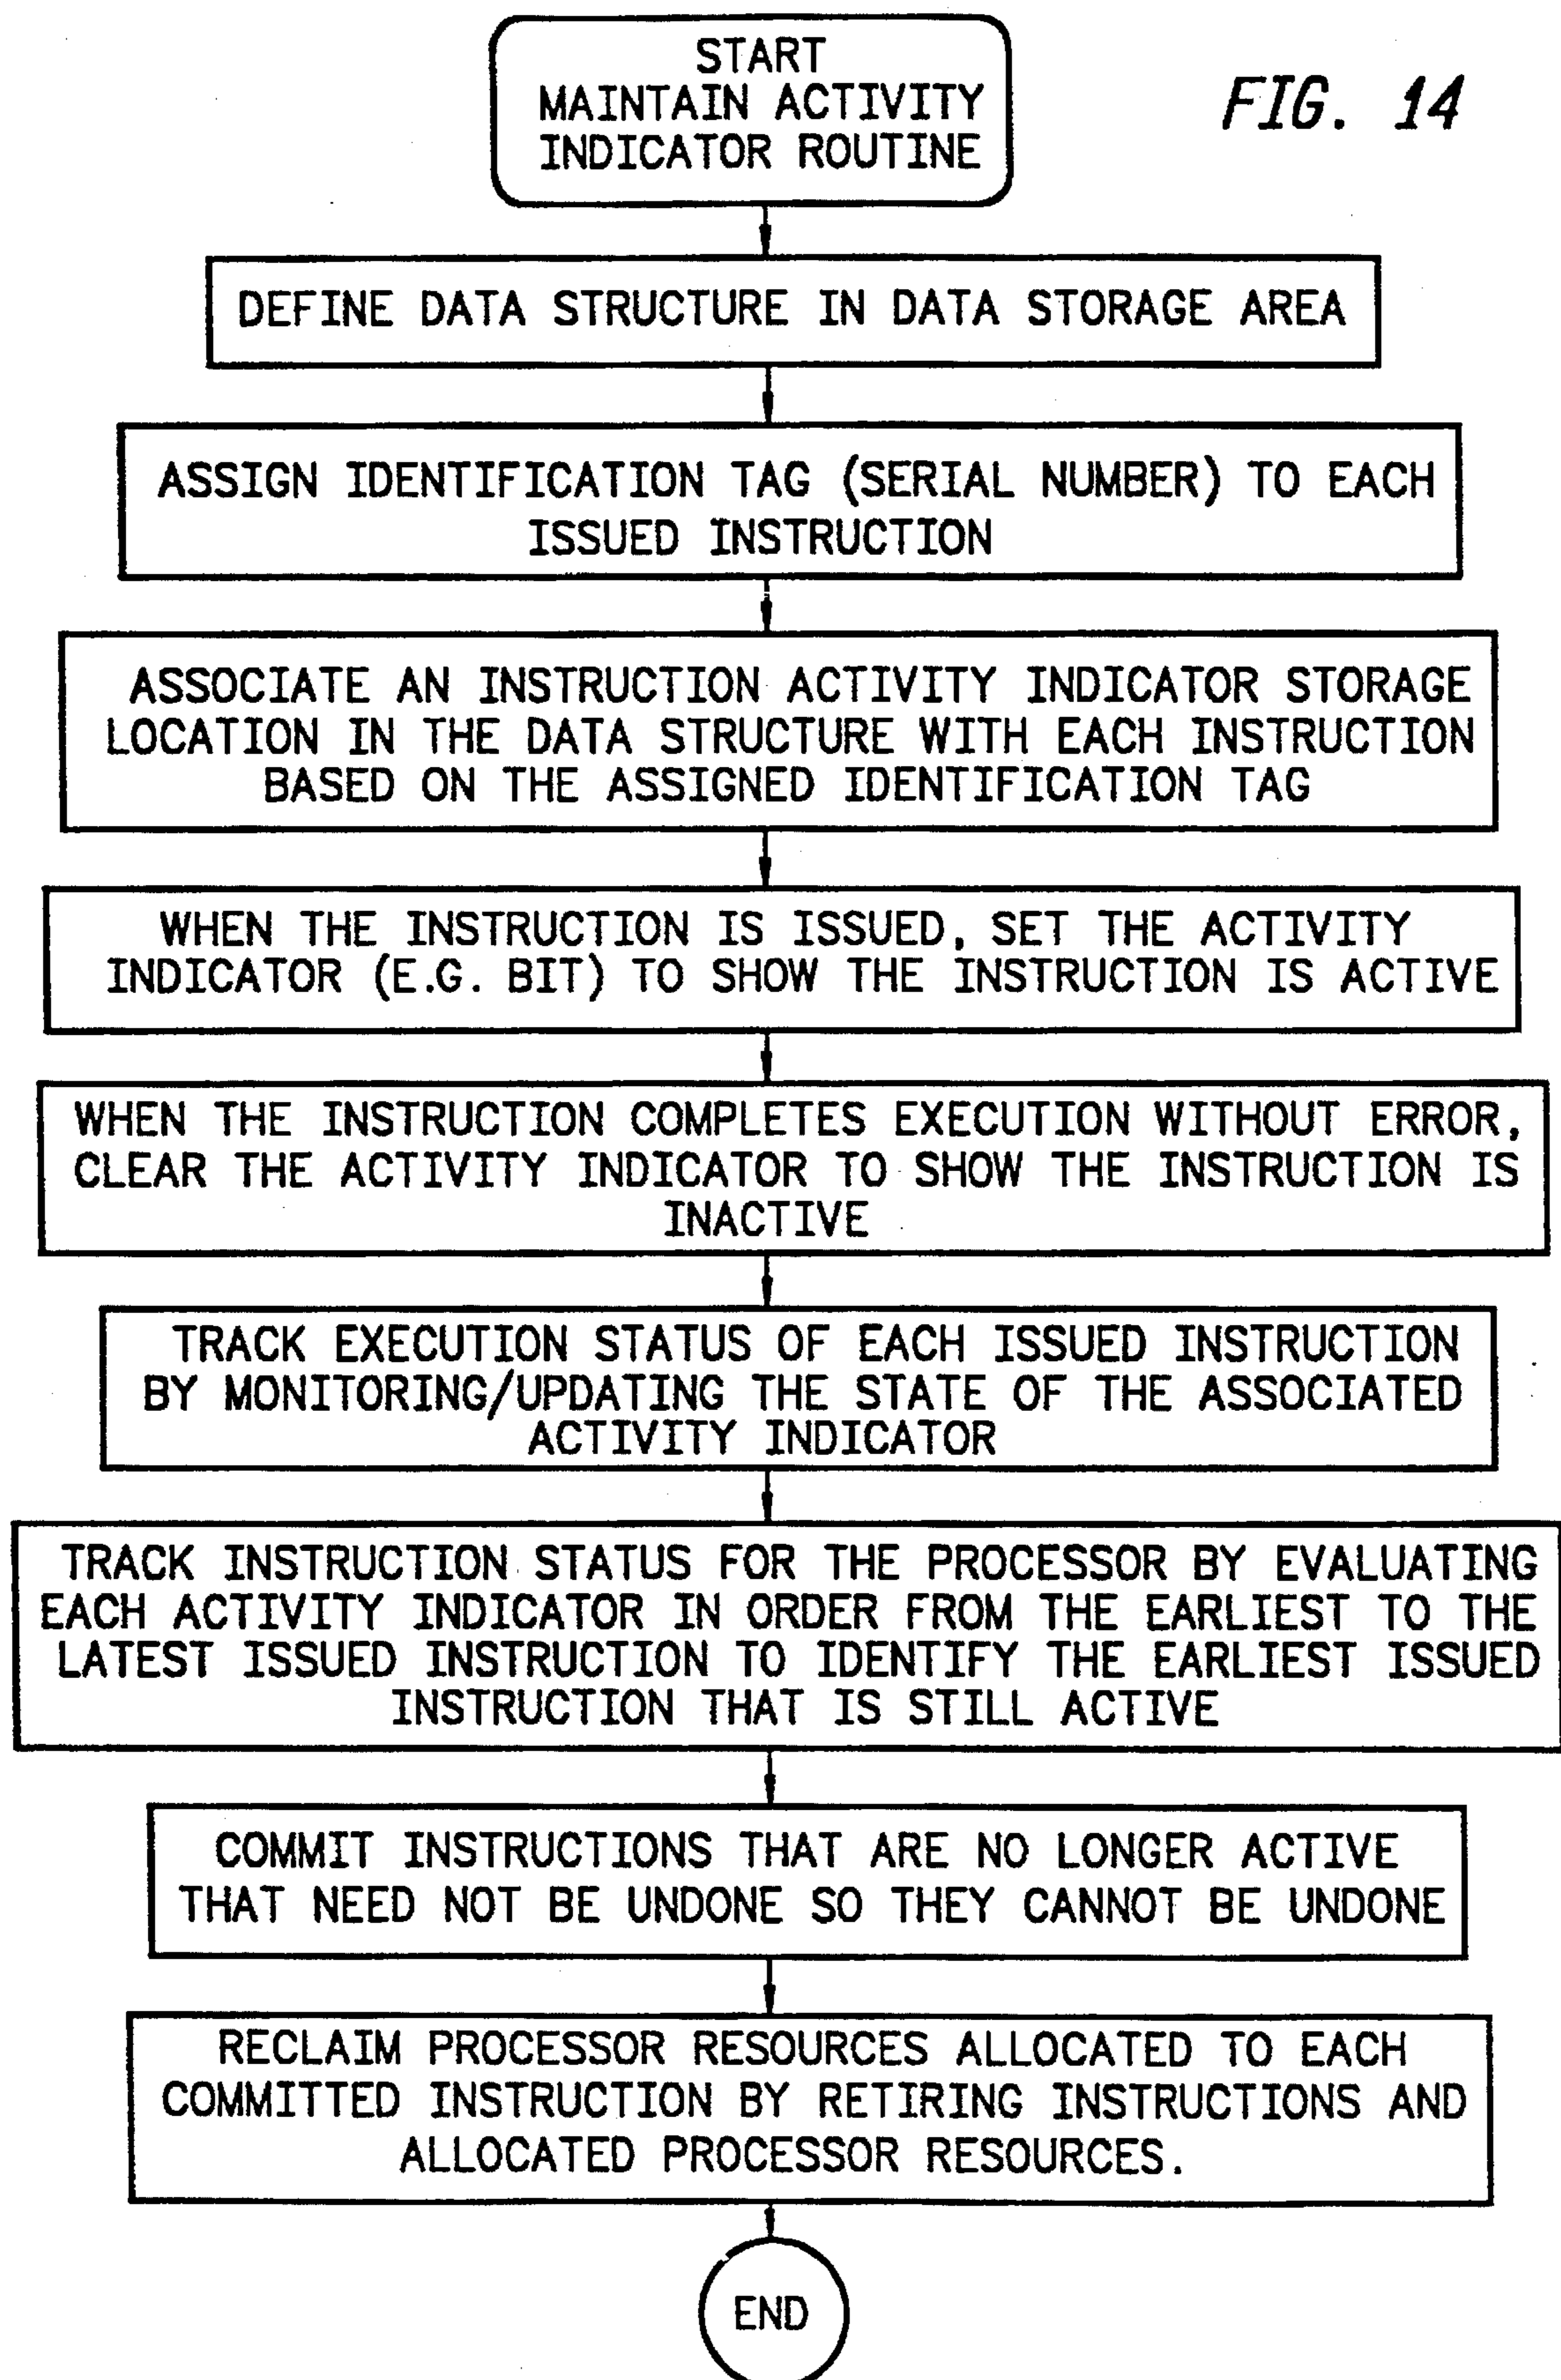 START
MAINTAIN ACTIVITY
INDICATOR ROUTINE
FIG. 14
DEFINE DATA STRUCTURE IN DATA STORAGE AREA
ASSIGN IDENTIFICATION TAG (SERIAL NUMBER) TO EACH
ISSUED INSTRUCTION
ASSOCIATE AN INSTRUCTION ACTIVITY INDICATOR STORAGE
LOCATION IN THE DATA STRUCTURE WITH EACH INSTRUCTION
BASED ON THE ASSIGNED IDENTIFICATION TAG
WHEN THE INSTRUCTION IS ISSUED, SET THE ACTIVITY
INDICATOR (E.G. BIT) TO SHOW THE INSTRUCTION IS ACTIVE
WHEN THE INSTRUCTION COMPLETES EXECUTION WITHOUT ERROR,
CLEAR THE ACTIVITY INDICATOR TO SHOW THE INSTRUCTION IS
INACTIVE
TRACK EXECUTION STATUS OF EACH ISSUED INSTRUCTION
BY MONITORING/UPDATING THE STATE OF THE ASSOCIATED
ACTIVITY INDICATOR
TRACK INSTRUCTION STATUS FOR THE PROCESSOR BY EVALUATING
EACH ACTIVITY INDICATOR IN ORDER FROM THE EARLIEST TO THE
LATEST ISSUED INSTRUCTION TO IDENTIFY THE EARLIEST ISSUED
INSTRUCTION THAT IS STILL ACTIVE
COMMIT INSTRUCTIONS THAT ARE NO LONGER ACTIVE
THAT NEED NOT BE UNDONE SO THEY CANNOT BE UNDONE
RECLAIM PROCESSOR RESOURCES ALLOCATED TO EACH
COMMITTED INSTRUCTION BY RETIRING INSTRUCTIONS AND
ALLOCATED PROCESSOR RESOURCES.
END